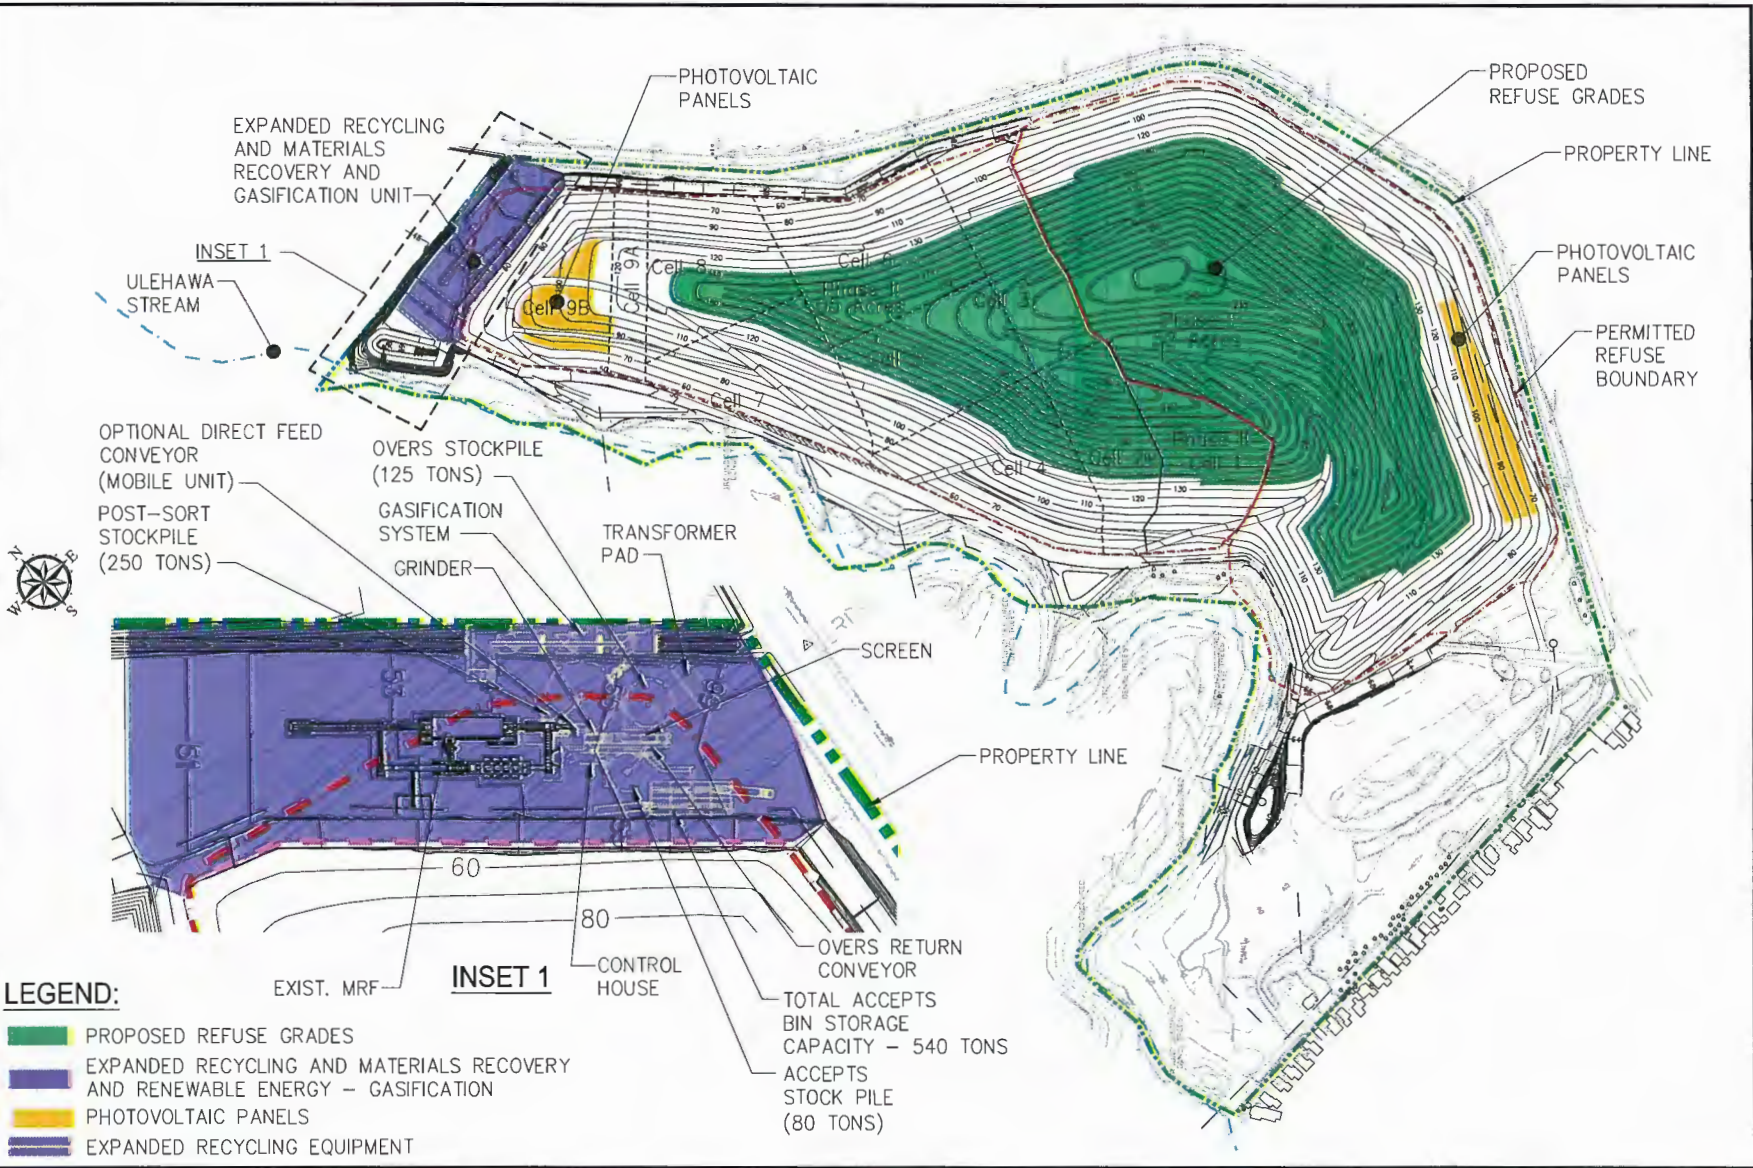 PHOTOVOLTAIC
PANELS
PROPOSED
REFUSE GRADES
EXPANDED RECYCLING
AND MATERIALS
RECOVERY AND
GASIFICATION UNIT
PROPERTY LINE
INSET 1
ULEHAWA
STREAM
PHOTOVOLTAIC
PANELS
PERMITTED
REFUSE
BOUNDARY
Cell 9A
Cell 8
Cell 9B
Cell 7
Cell 4
Cell 3
Phase II
OPTIONAL DIRECT FEED
CONVEYOR
(MOBILE UNIT)
POST-SORT
STOCKPILE
(250 TONS)
OVERS STOCKPILE
(125 TONS)
GASIFICATION
SYSTEM
GRINDER
TRANSFORMER
PAD
N
E
W
S
SCREEN
PROPERTY LINE
53
61
60
80
EXIST. MRF
INSET 1
CONTROL
HOUSE
OVERS RETURN
CONVEYOR
TOTAL ACCEPTS
BIN STORAGE
CAPACITY - 540 TONS
ACCEPTS
STOCK PILE
(80 TONS)
LEGEND:
PROPOSED REFUSE GRADES
EXPANDED RECYCLING AND MATERIALS RECOVERY
AND RENEWABLE ENERGY - GASIFICATION
PHOTOVOLTAIC PANELS
EXPANDED RECYCLING EQUIPMENT